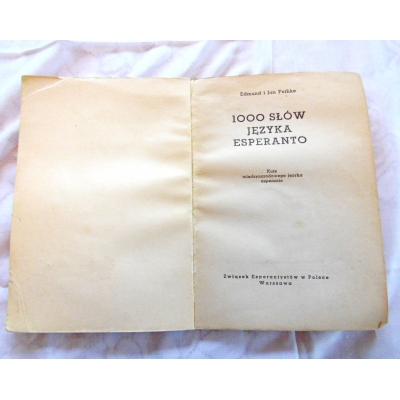 Edmund i Jan Fethke
1000 SŁÓW
JĘZYKA
ESPERANTO
Kurs
międzynarodowego języka
esperanto
Związek Esperantystów w Polsce
Warszawa